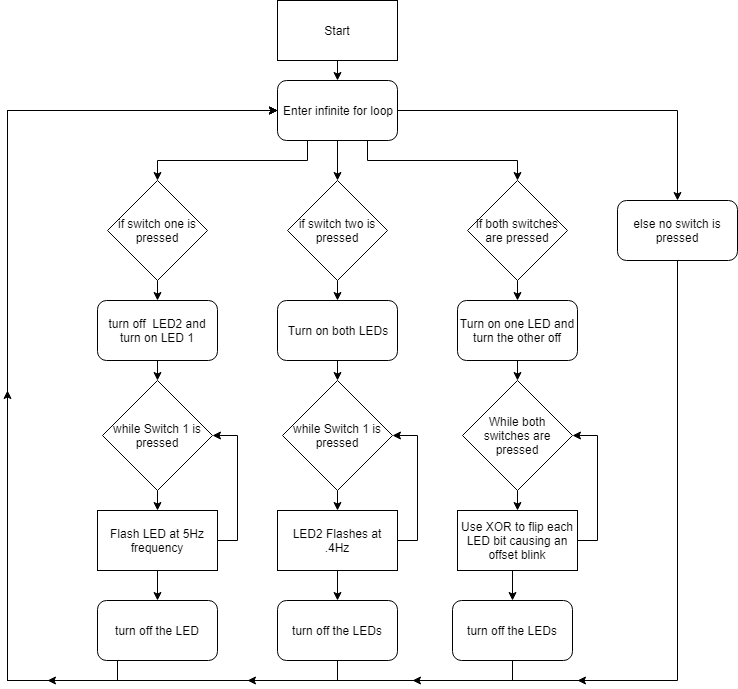 Start
Enter infinite for loop
if switch one is
pressed
if switch two is
pressed
If both switches
are pressed
else no switch is
pressed
turn off  LED2 and
turn on LED 1
Turn on both LEDs
Turn on one LED and
turn the other off
while Switch 1 is
pressed
while Switch 1 is
pressed
While both
switches are
pressed
Flash LED at 5Hz
frequency
LED2 Flashes at
.4Hz
Use XOR to flip each
LED bit causing an
offset blink
turn off the LED
turn off the LEDs
turn off the LEDs